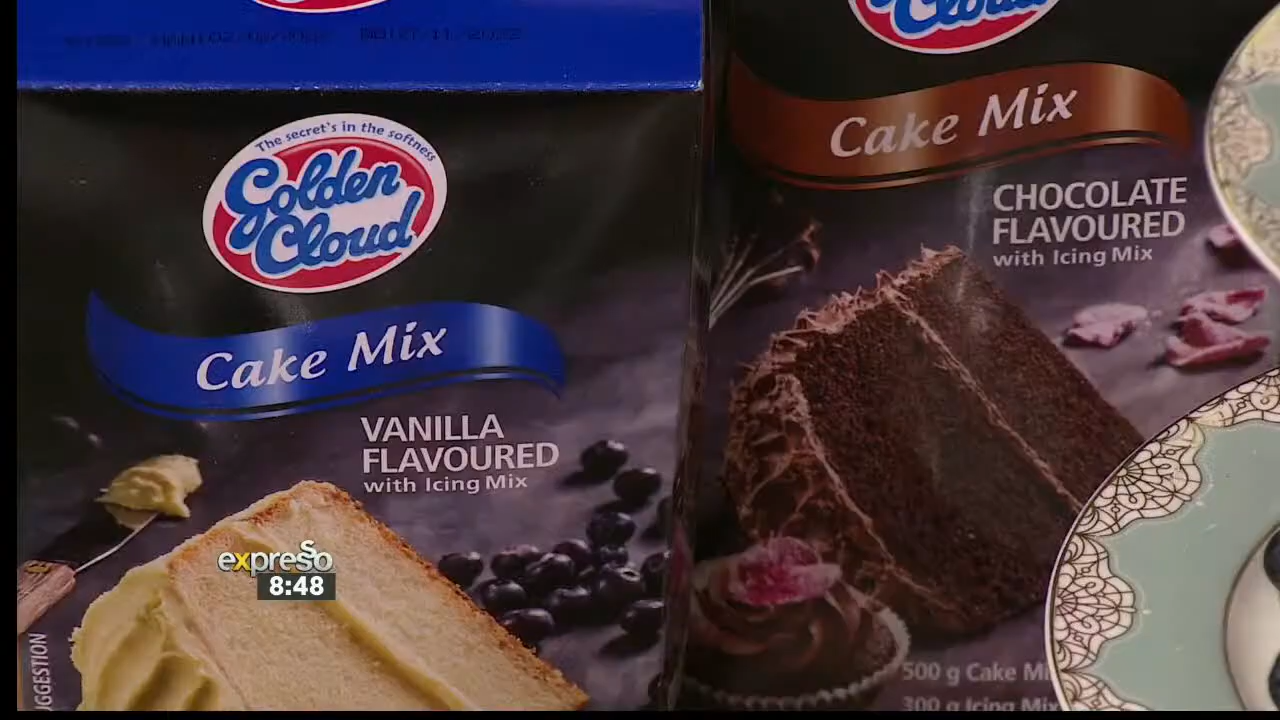 The secret's in the softness
Golden
Cloud
Cake Mix
VANILLA
FLAVOURED
with Icing Mix
expresso
8:48
Cloud
Cake Mix
CHOCOLATE
FLAVOURED
with Icing Mix
500 g Cake Mi
300 g Icing Mix